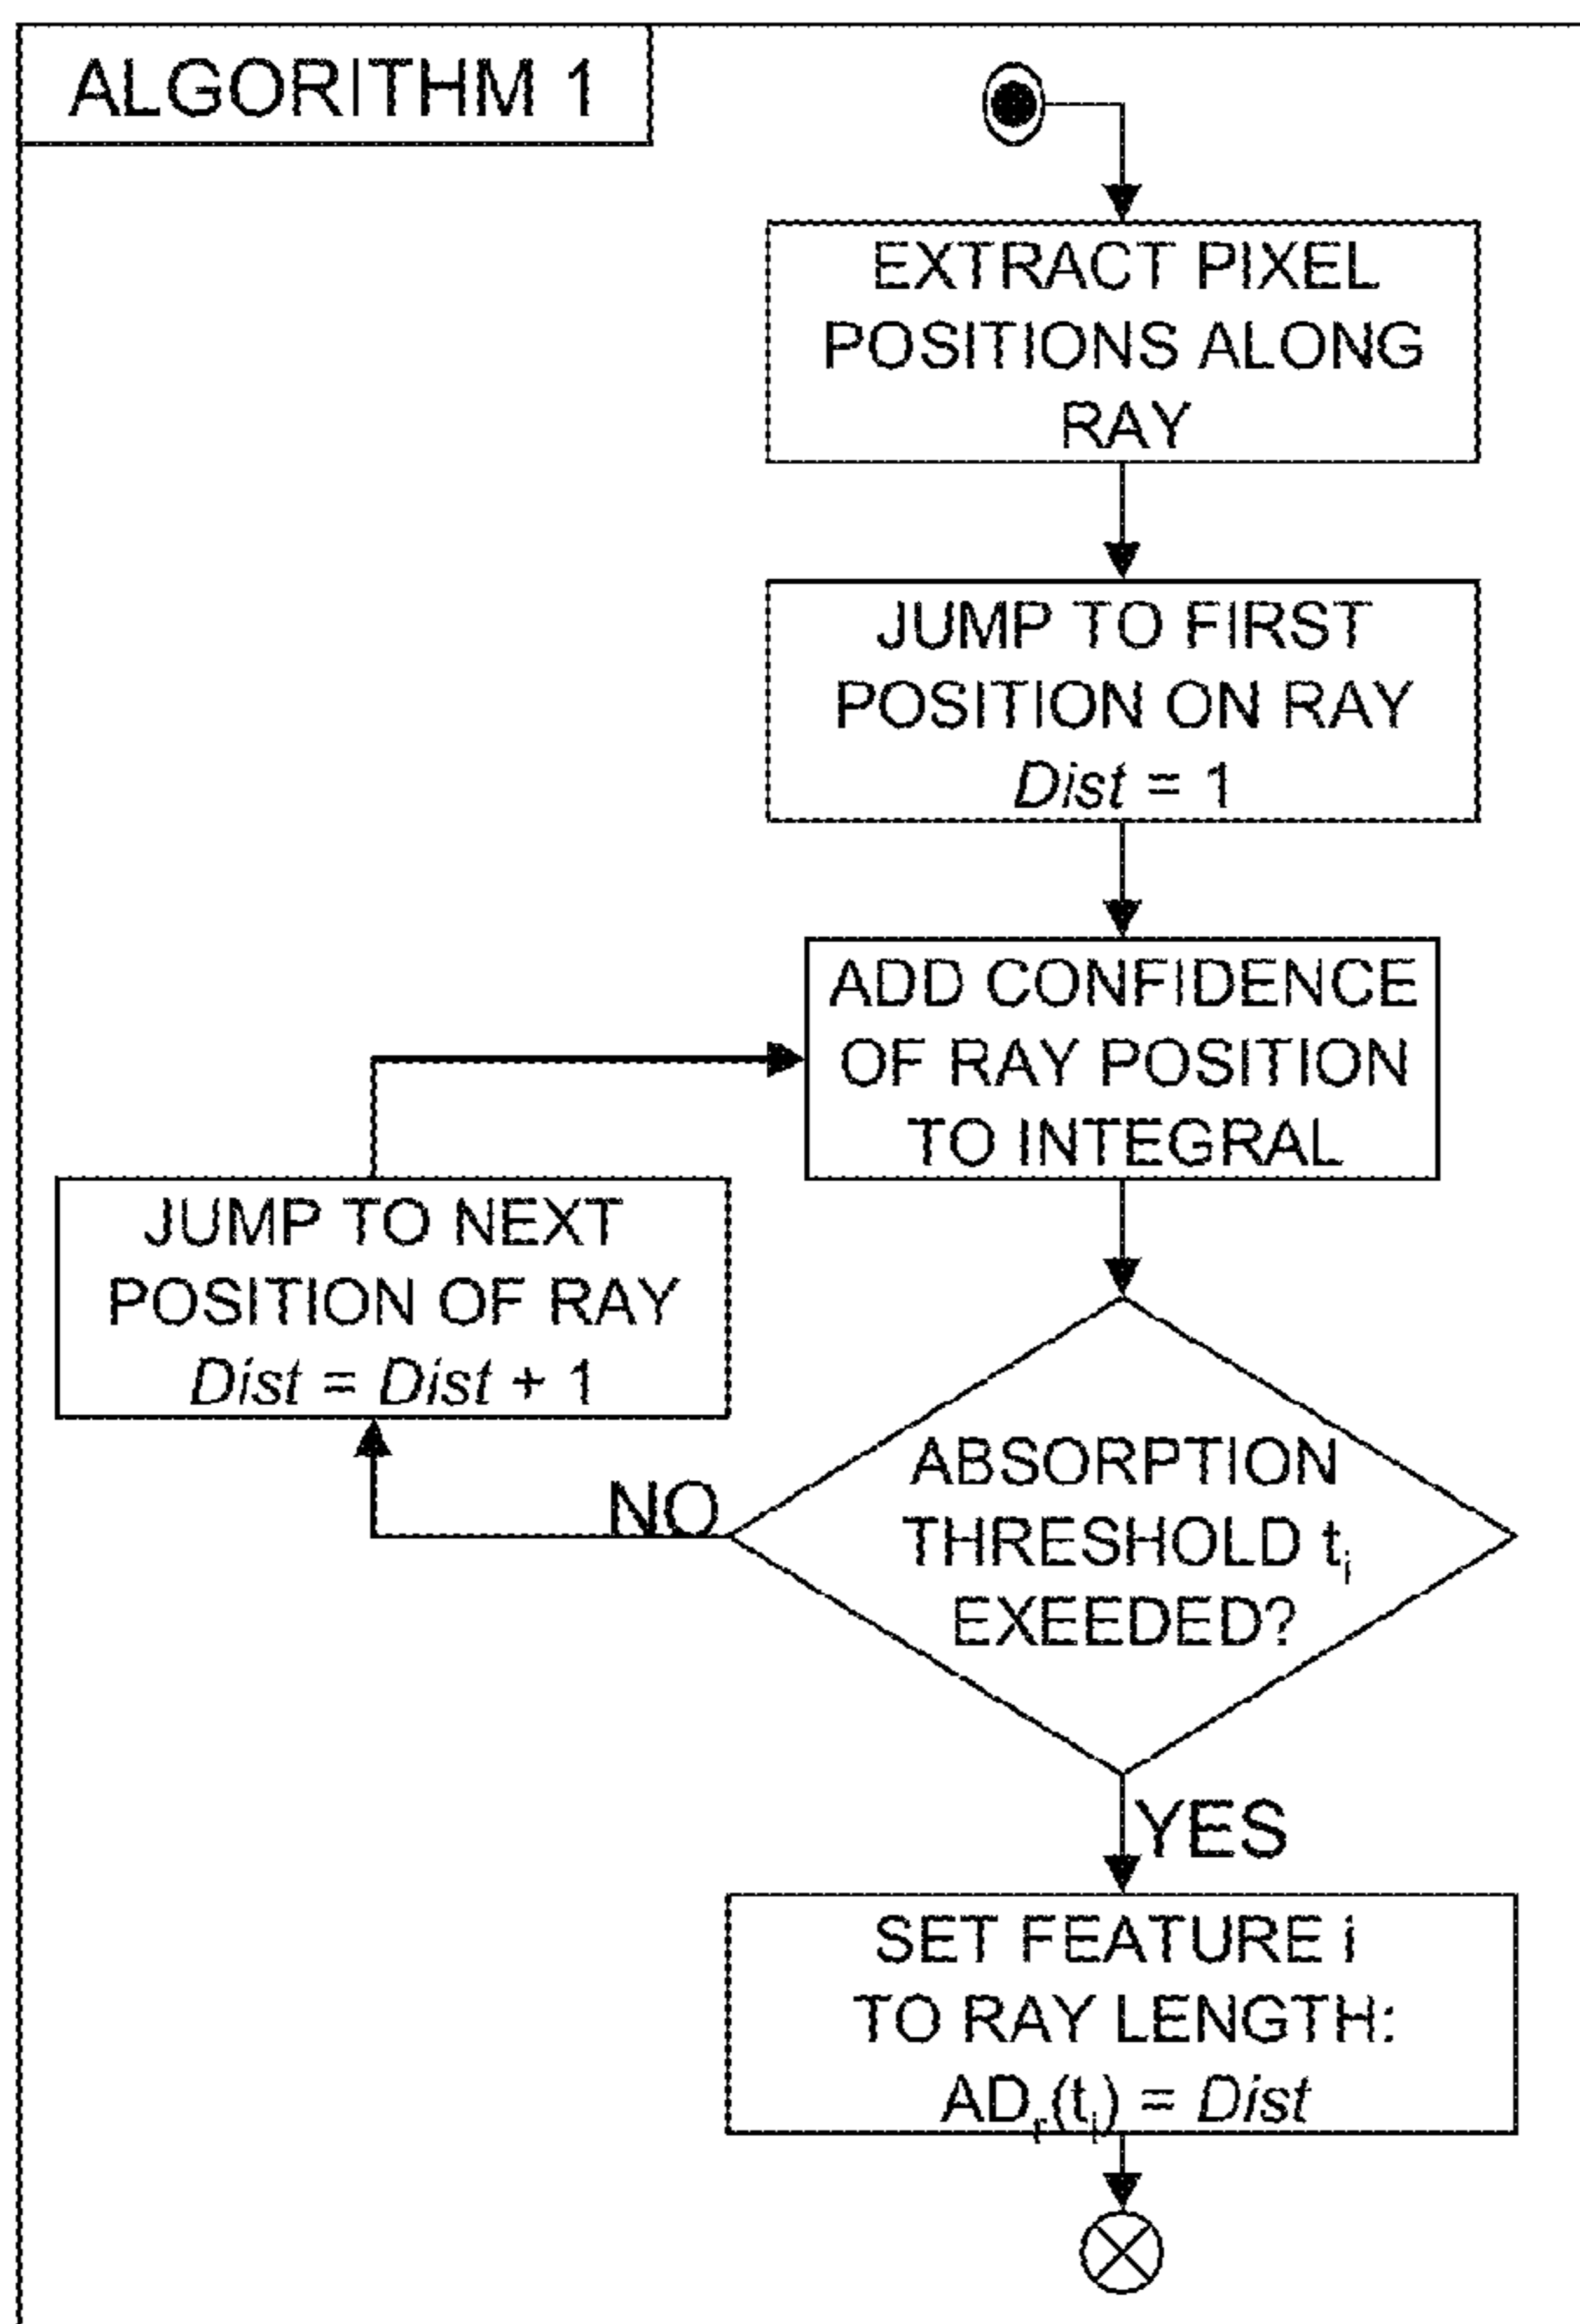 ALGORITHM 1
EXTRACT PIXEL
POSITIONS ALONG
RAY
JUMP TO FIRST
POSITION ON RAY
Dist = 1
ADD CONFIDENCE
OF RAY POSITION
TO INTEGRAL
JUMP TO NEXT
POSITION OF RAY
Dist = Dist + 1
ABSORPTION
THRESHOLD tᵢ
EXEEDED?
NO
YES
SET FEATURE i
TO RAY LENGTH:
ADᵣ(tᵢ) = Dist